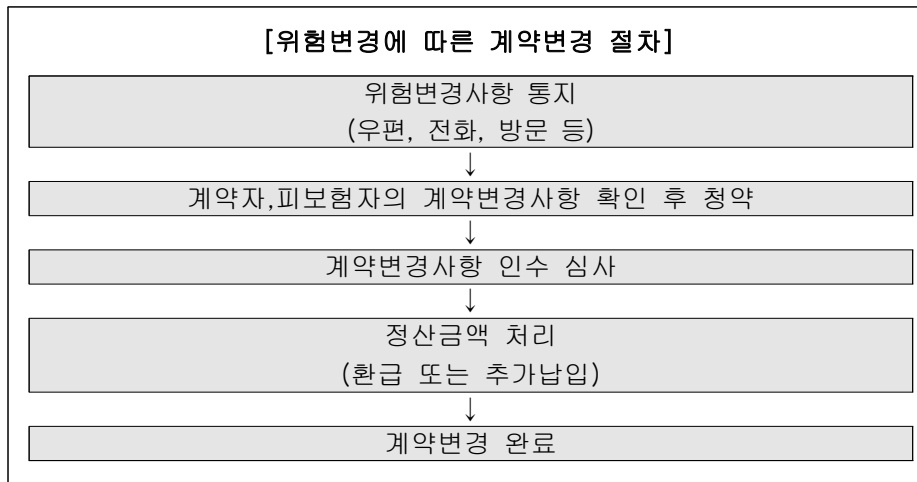 [위험변경에 따른 계약변경 절차]
위험변경사항 통지
(우편, 전화, 방문 등)
↓
계약자,피보험자의 계약변경사항 확인 후 청약
↓
계약변경사항 인수 심사
↓
정산금액 처리
(환급 또는 추가납입)
↓
계약변경 완료